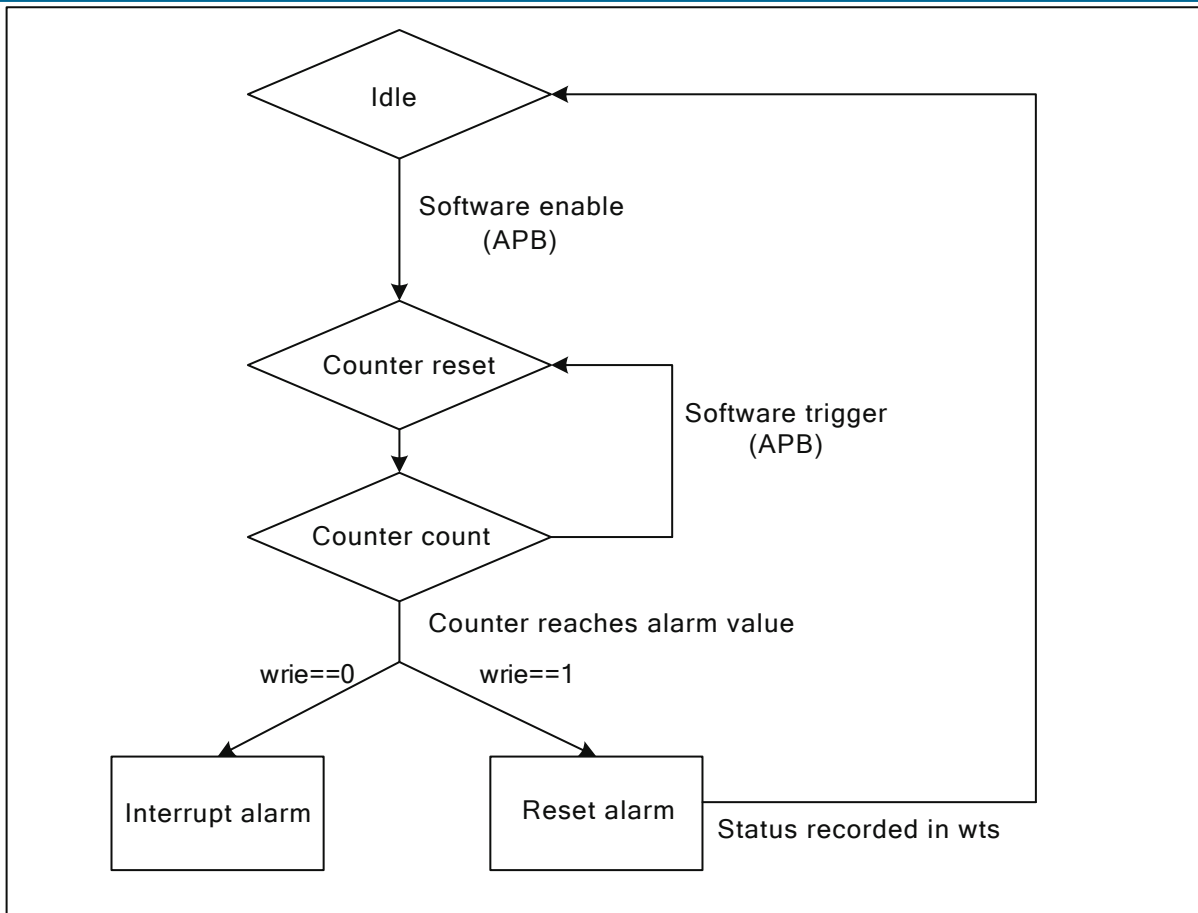 Idle
Software enable
(APB)
Counter reset
Software trigger
(APB)
Counter count
Counter reaches alarm value
wrie==0
wrie==1
Interrupt alarm
Reset alarm
Status recorded in wts